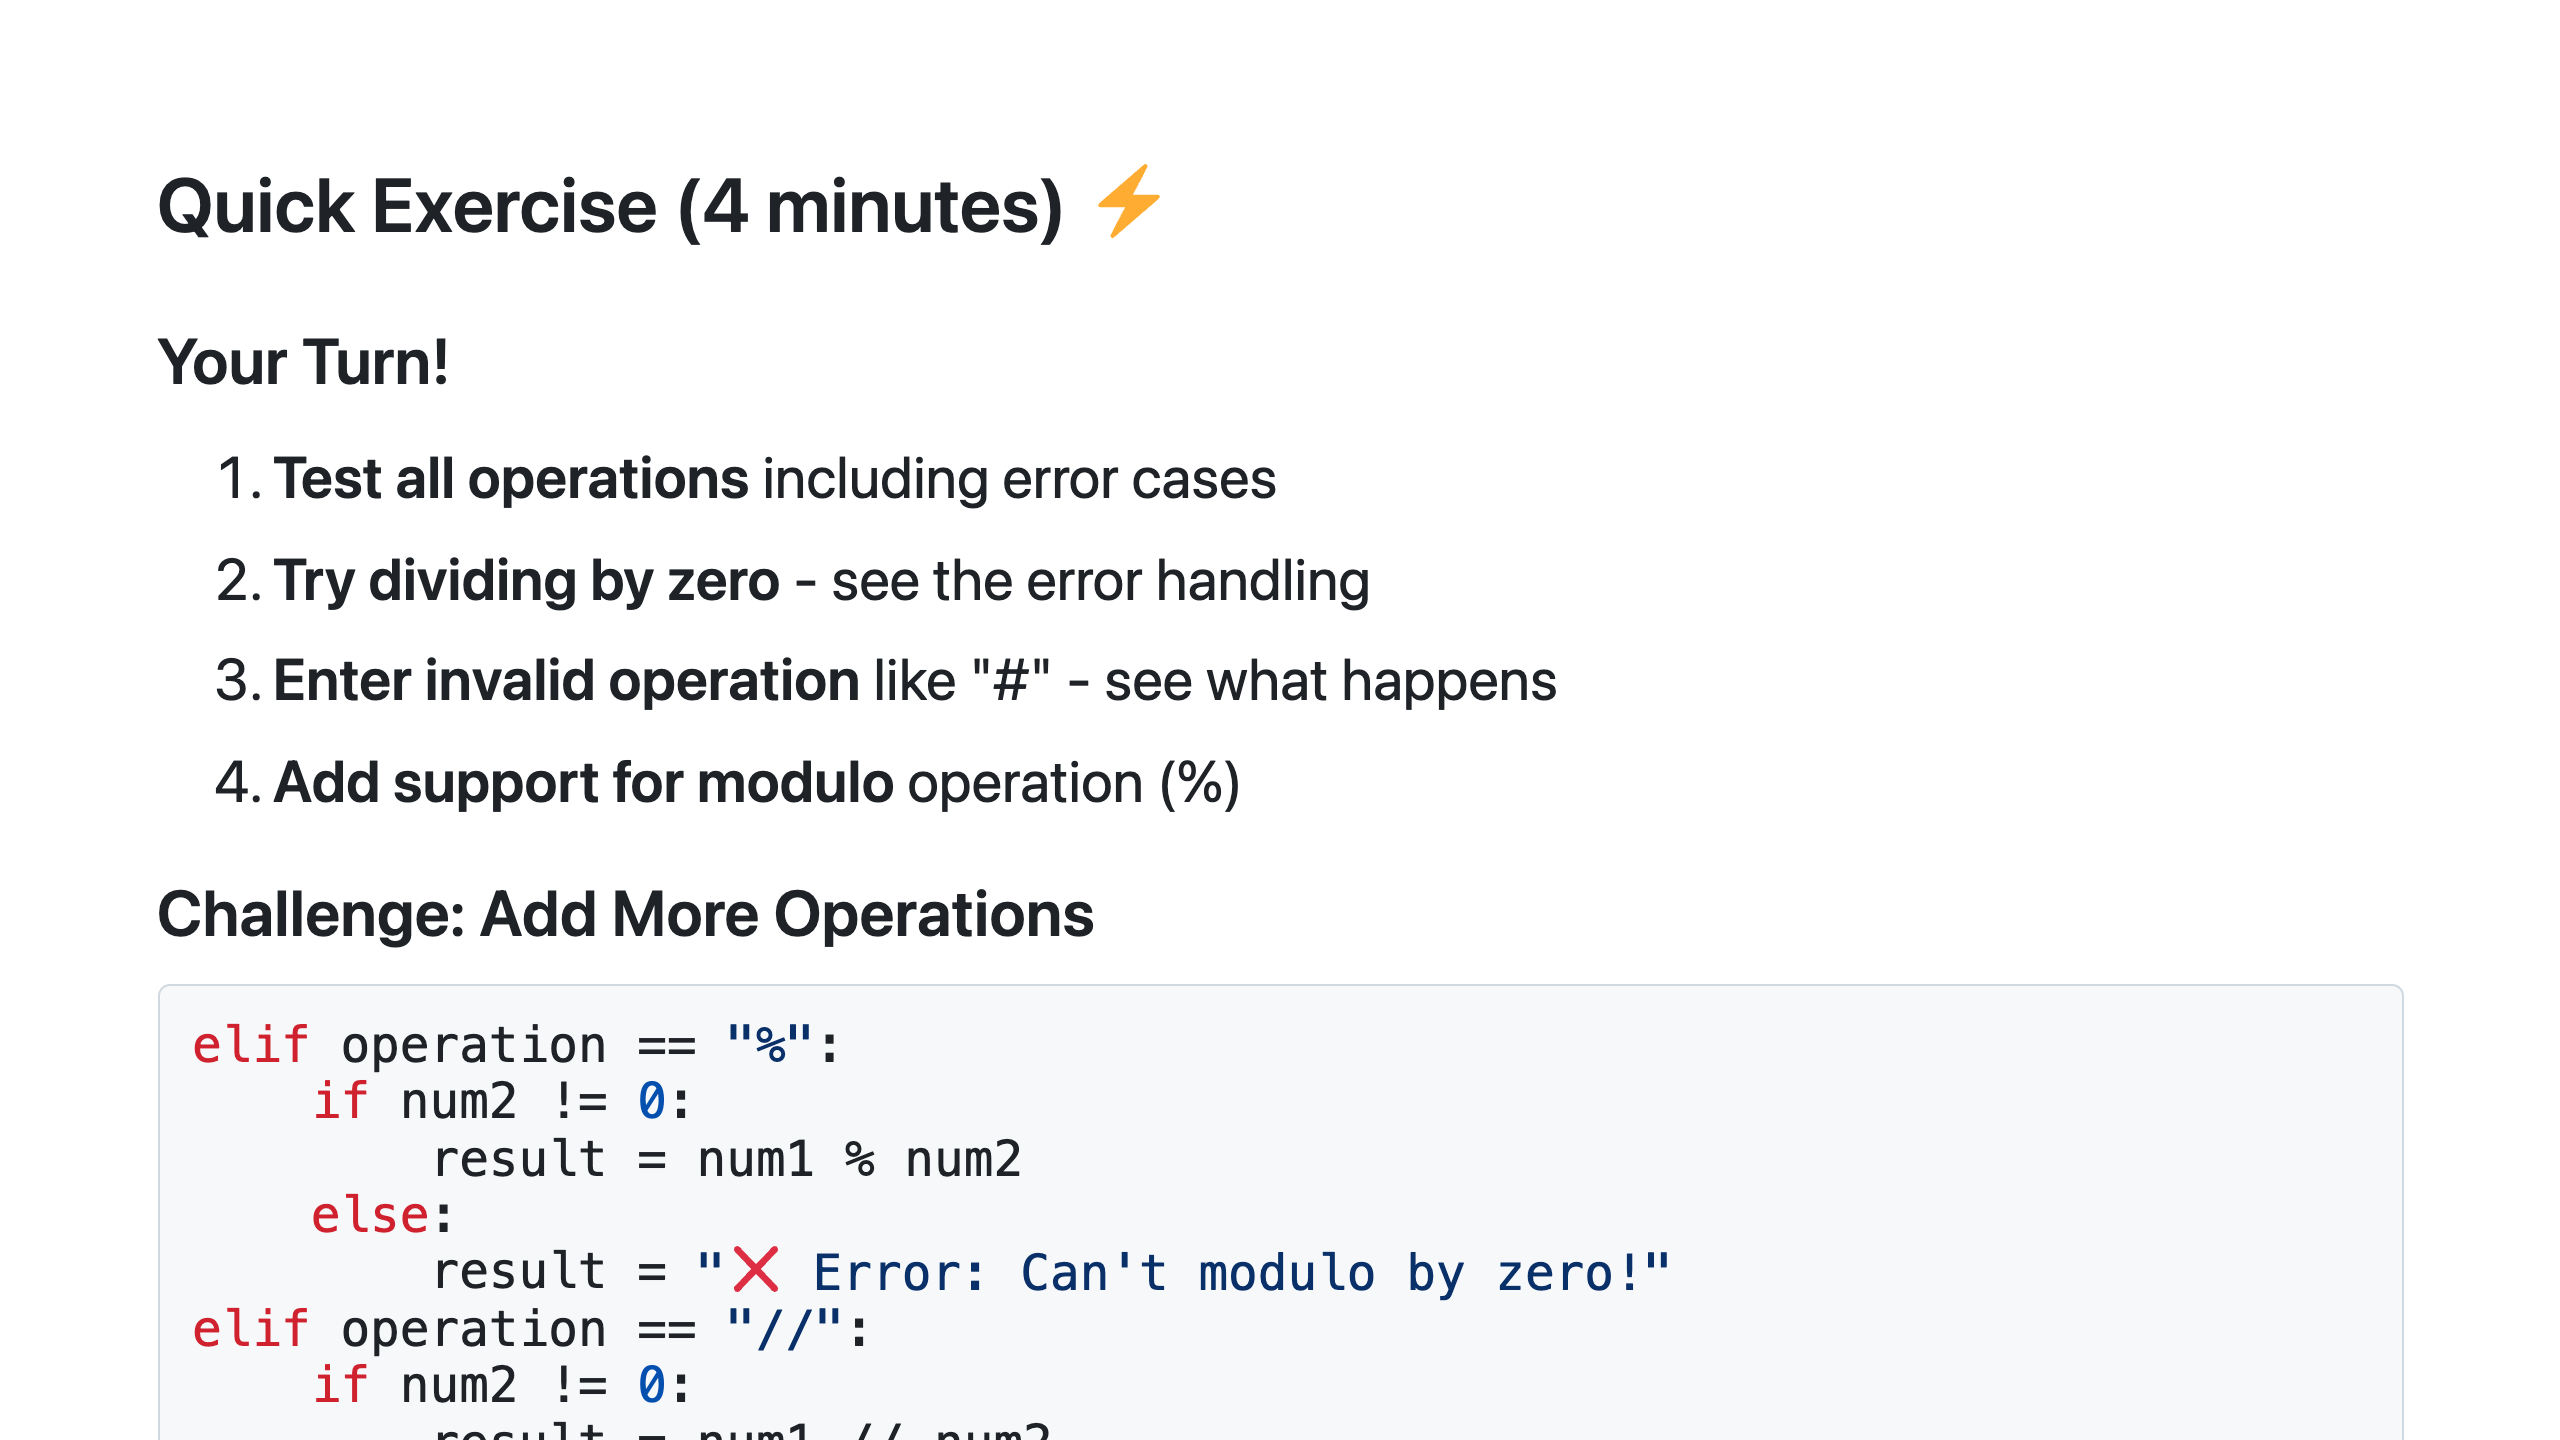 Quick Exercise (4 minutes) ⚡
Your Turn!
1. Test all operations including error cases
2. Try dividing by zero - see the error handling
3. Enter invalid operation like "#" - see what happens
4. Add support for modulo operation (%)
Challenge: Add More Operations
elif operation == "%":
    if num2 != 0:
        result = num1 % num2
    else:
        result = "❌ Error: Can't modulo by zero!"
elif operation == "//":
    if num2 != 0:
        result = num1 // num2